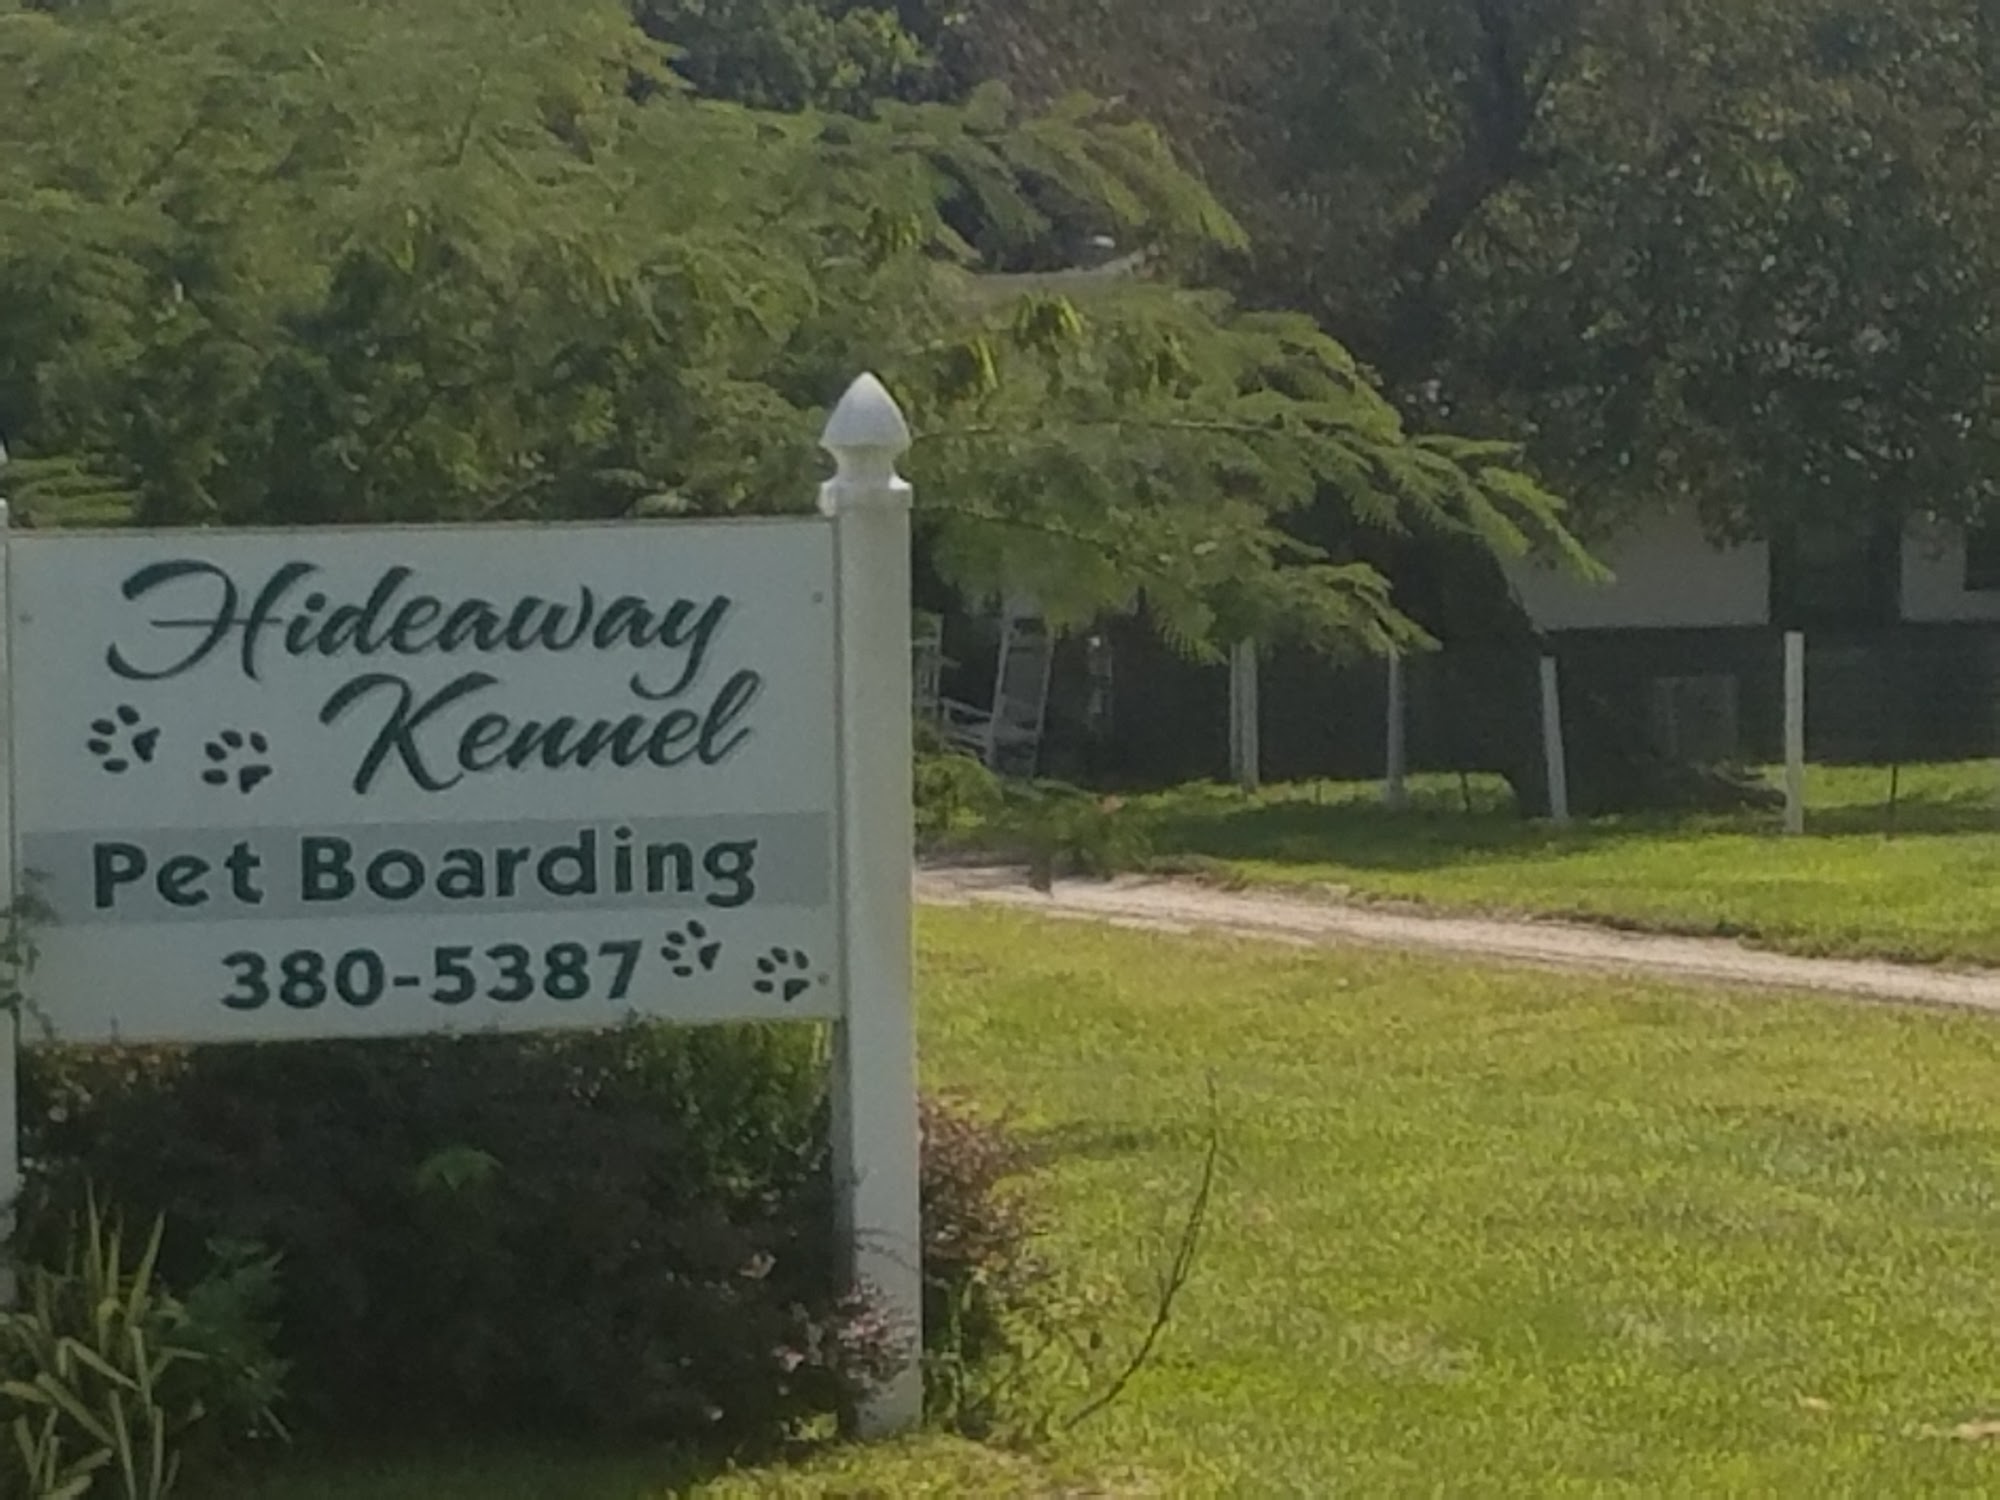 Hideaway
Kennel
Pet Boarding
380-5387